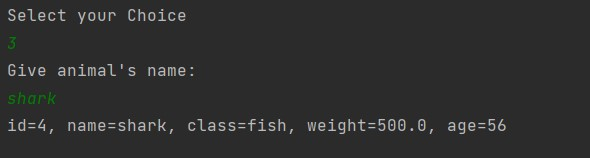 Select your Choice
3
Give animal's name:
shark
id=4, name=shark, class=fish, weight=500.0, age=56